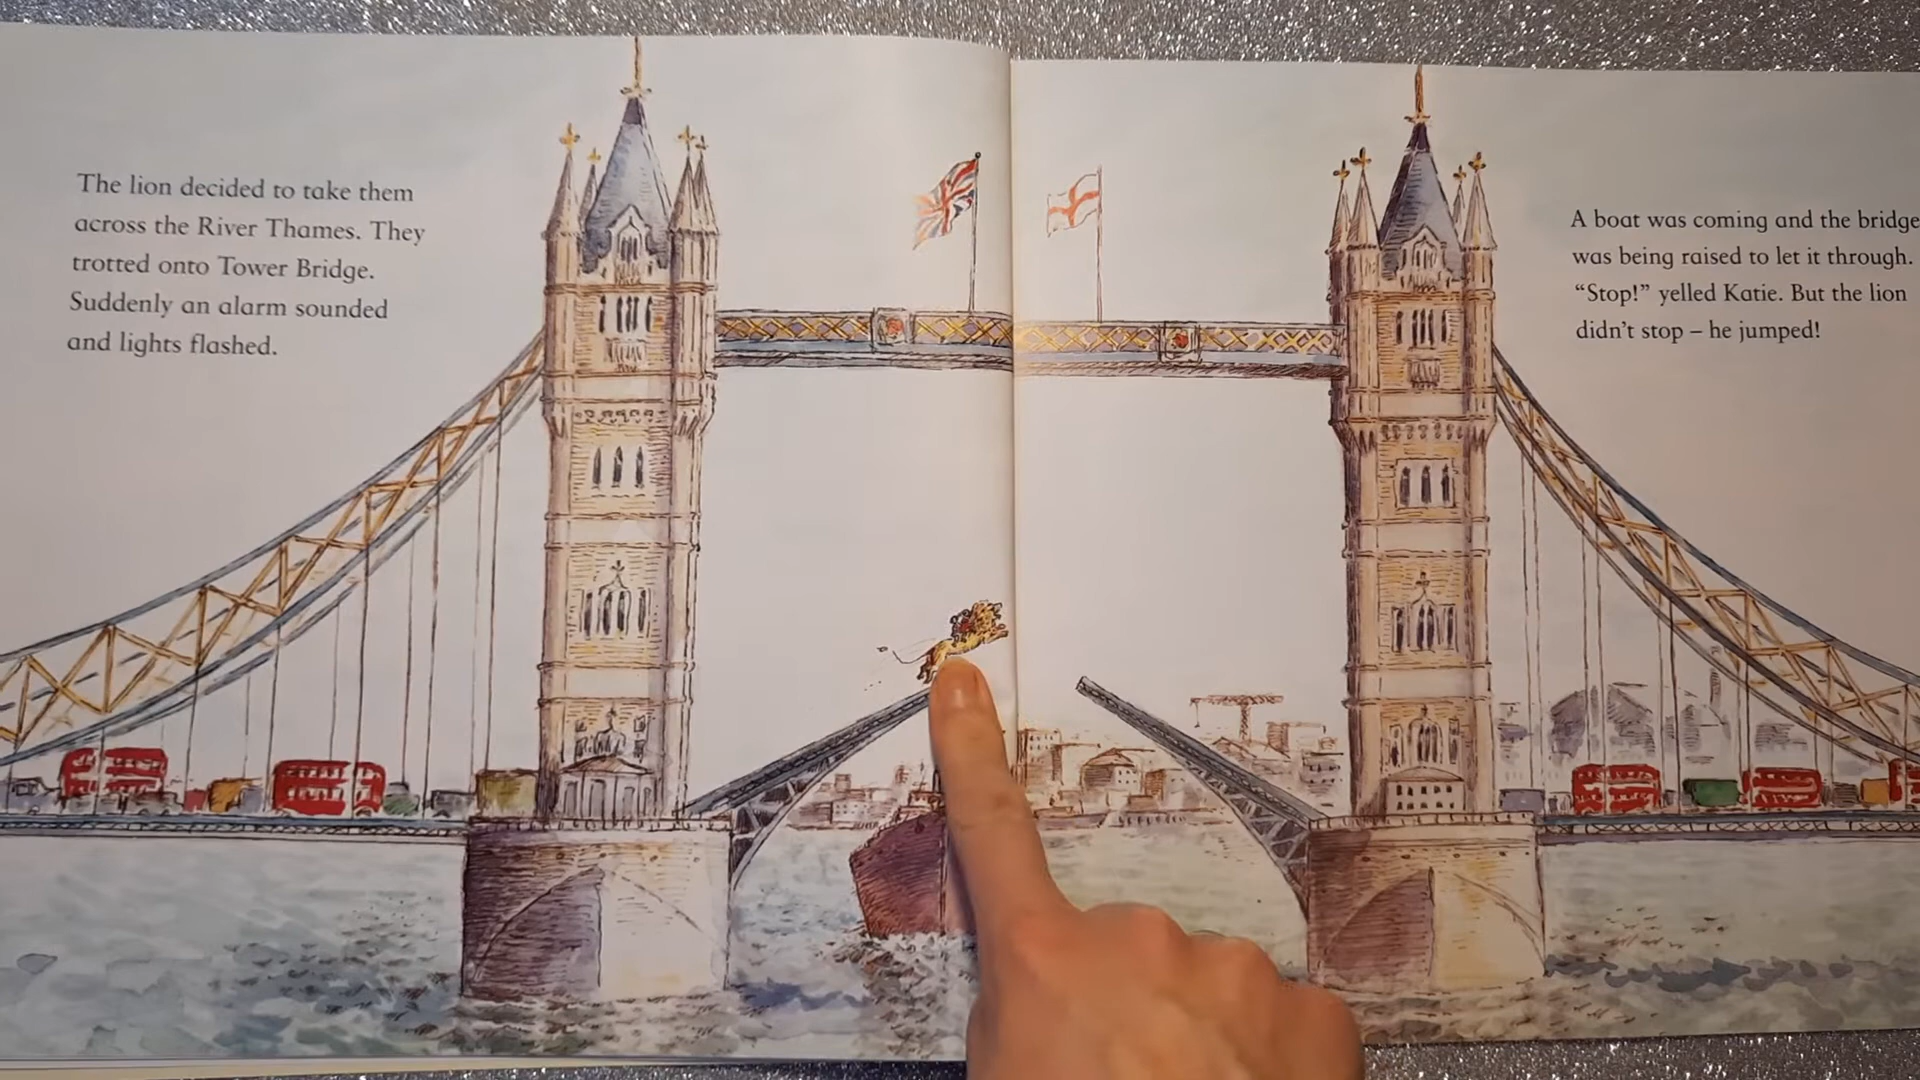 The lion decided to take them
across the River Thames. They
trotted onto Tower Bridge.
Suddenly an alarm sounded
and lights flashed.
A boat was coming and the bridge
was being raised to let it through.
“Stop!” yelled Katie. But the lion
didn’t stop – he jumped!